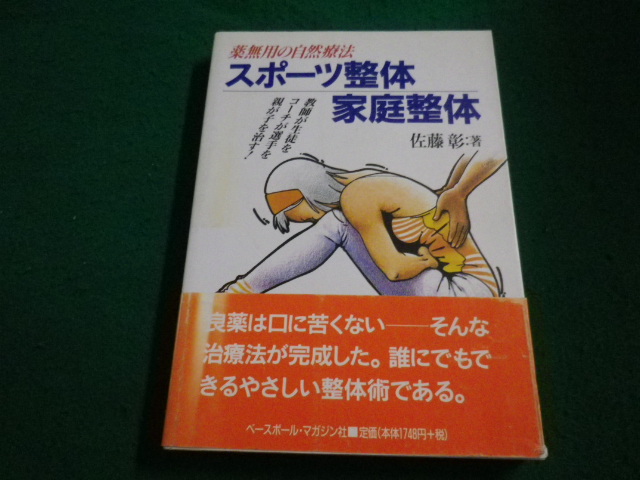 薬無用の自然療法
スポーツ整体
家庭整体
佐藤 彰:著
教師が生徒を
コーチが選手を
親が子を治す!
良薬は口に苦くない――そんな
治療法が完成した。誰にでもで
きるやさしい整体術である。
ベースボール・マガジン社■定価(本体1748円+税)